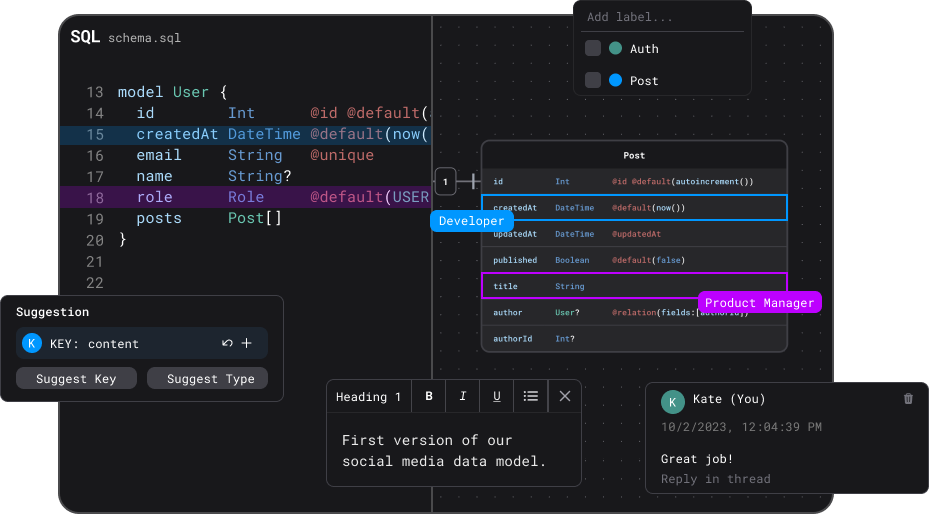 SQL schema.sql
13 model User {
14 id Int @id @default(
15 createdAt DateTime @default(now(
16 email String @unique
17 name String?
18 role Role @default(USER
19 posts Post[]
20 }
21
22
Suggestion
K KEY: content
Suggest Key Suggest Type
Add label...
Auth
Post
1
Post
id Int @id @default(autoincrement())
createdAt DateTime @default(now())
Developer
updatedAt DateTime @updatedAt
published Boolean @default(false)
title String
Product Manager
author User? @relation(fields:[authorId])
authorId Int?
Heading 1 B I U
First version of our
social media data model.
K Kate (You)
10/2/2023, 12:04:39 PM
Great job!
Reply in thread